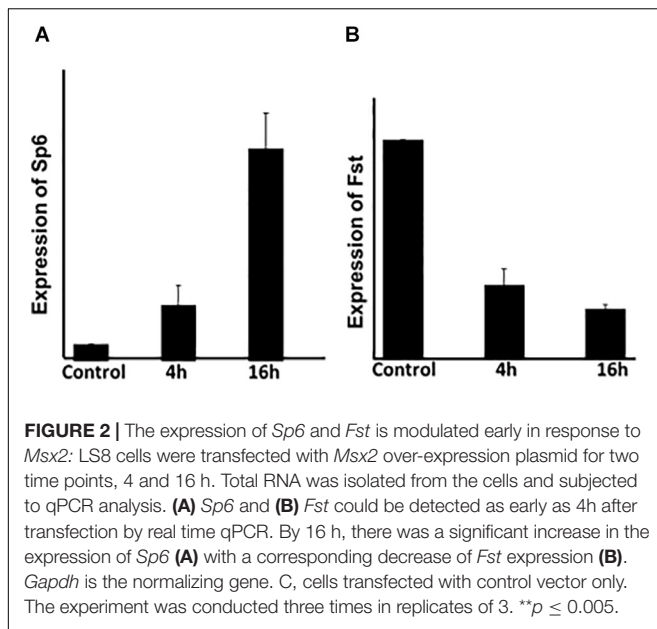 A
B
Expression of Sp6
Control 4h 16h
Expression of Fst
Control 4h 16h
FIGURE 2 | The expression of Sp6 and Fst is modulated early in response to
Msx2: LS8 cells were transfected with Msx2 over-expression plasmid for two
time points, 4 and 16 h. Total RNA was isolated from the cells and subjected
to qPCR analysis. (A) Sp6 and (B) Fst could be detected as early as 4h after
transfection by real time qPCR. By 16 h, there was a significant increase in the
expression of Sp6 (A) with a corresponding decrease of Fst expression (B).
Gapdh is the normalizing gene. C, cells transfected with control vector only.
The experiment was conducted three times in replicates of 3. **p ≤ 0.005.